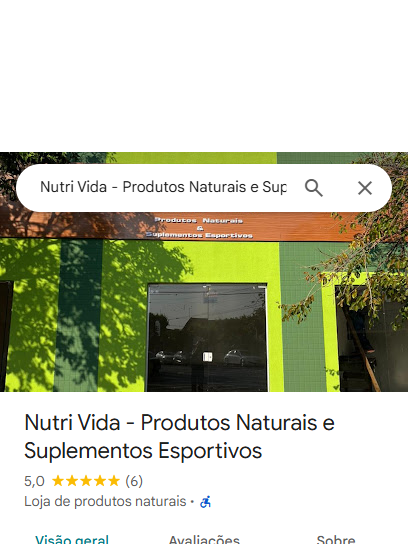 Nutri Vida - Produtos Naturais e Sup
Produtos Naturais
&
Suplementos Esportivos
Nutri Vida - Produtos Naturais e
Suplementos Esportivos
5,0 (6)
Loja de produtos naturais ·
Visão geral Avaliações Sobre